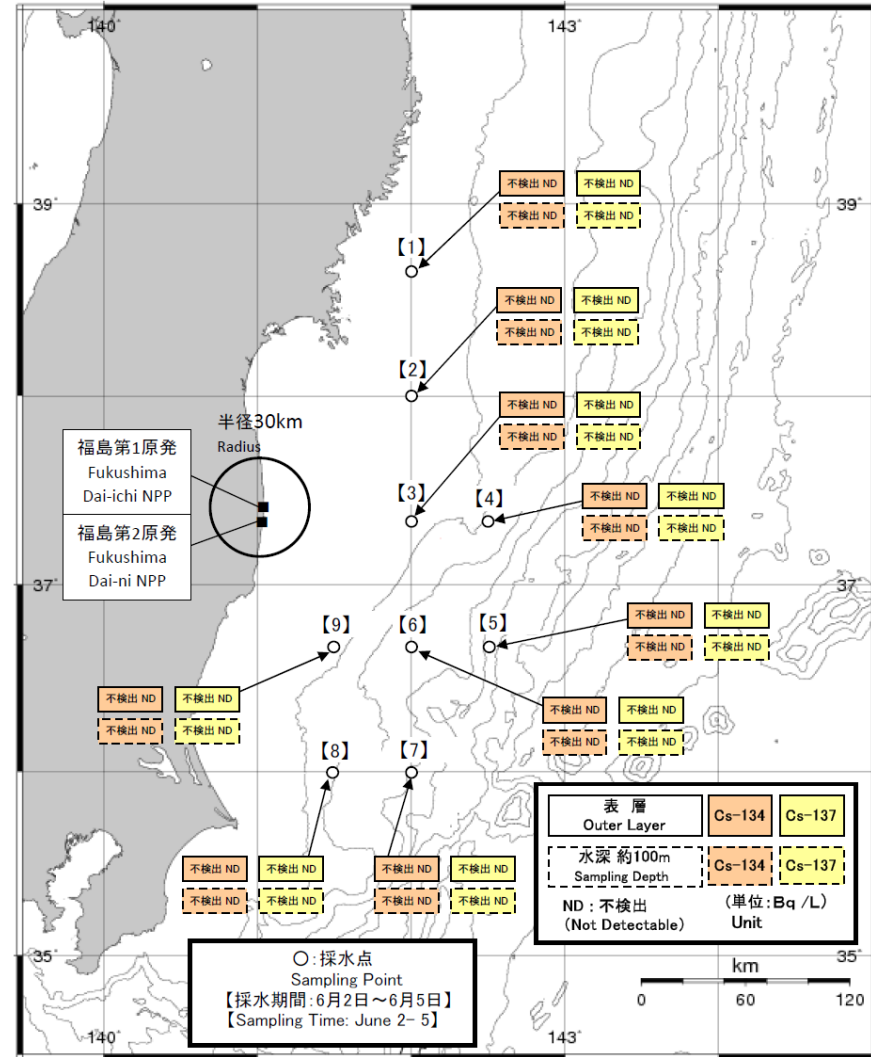 140°
143°
39°
39°
不検出 ND 不検出 ND
不検出 ND 不検出 ND
【1】
不検出 ND 不検出 ND
不検出 ND 不検出 ND
【2】
不検出 ND 不検出 ND
不検出 ND 不検出 ND
半径30km
Radius
福島第1原発
Fukushima
Dai-ichi NPP
福島第2原発
Fukushima
Dai-ni NPP
【3】
【4】
不検出 ND 不検出 ND
不検出 ND 不検出 ND
37°
37°
【9】
【6】
【5】
不検出 ND 不検出 ND
不検出 ND 不検出 ND
不検出 ND 不検出 ND
不検出 ND 不検出 ND
不検出 ND 不検出 ND
不検出 ND 不検出 ND
【8】
【7】
不検出 ND 不検出 ND
不検出 ND 不検出 ND
不検出 ND 不検出 ND
不検出 ND 不検出 ND
表 層
Outer Layer
Cs-134
Cs-137
水深 約100m
Sampling Depth
Cs-134
Cs-137
ND : 不検出
(Not Detectable)
(単位:Bq /L)
Unit
○:採水点
Sampling Point
【採水期間:6月2日~6月5日】
【Sampling Time: June 2- 5】
35°
35°
km
0 60 120
140°
143°